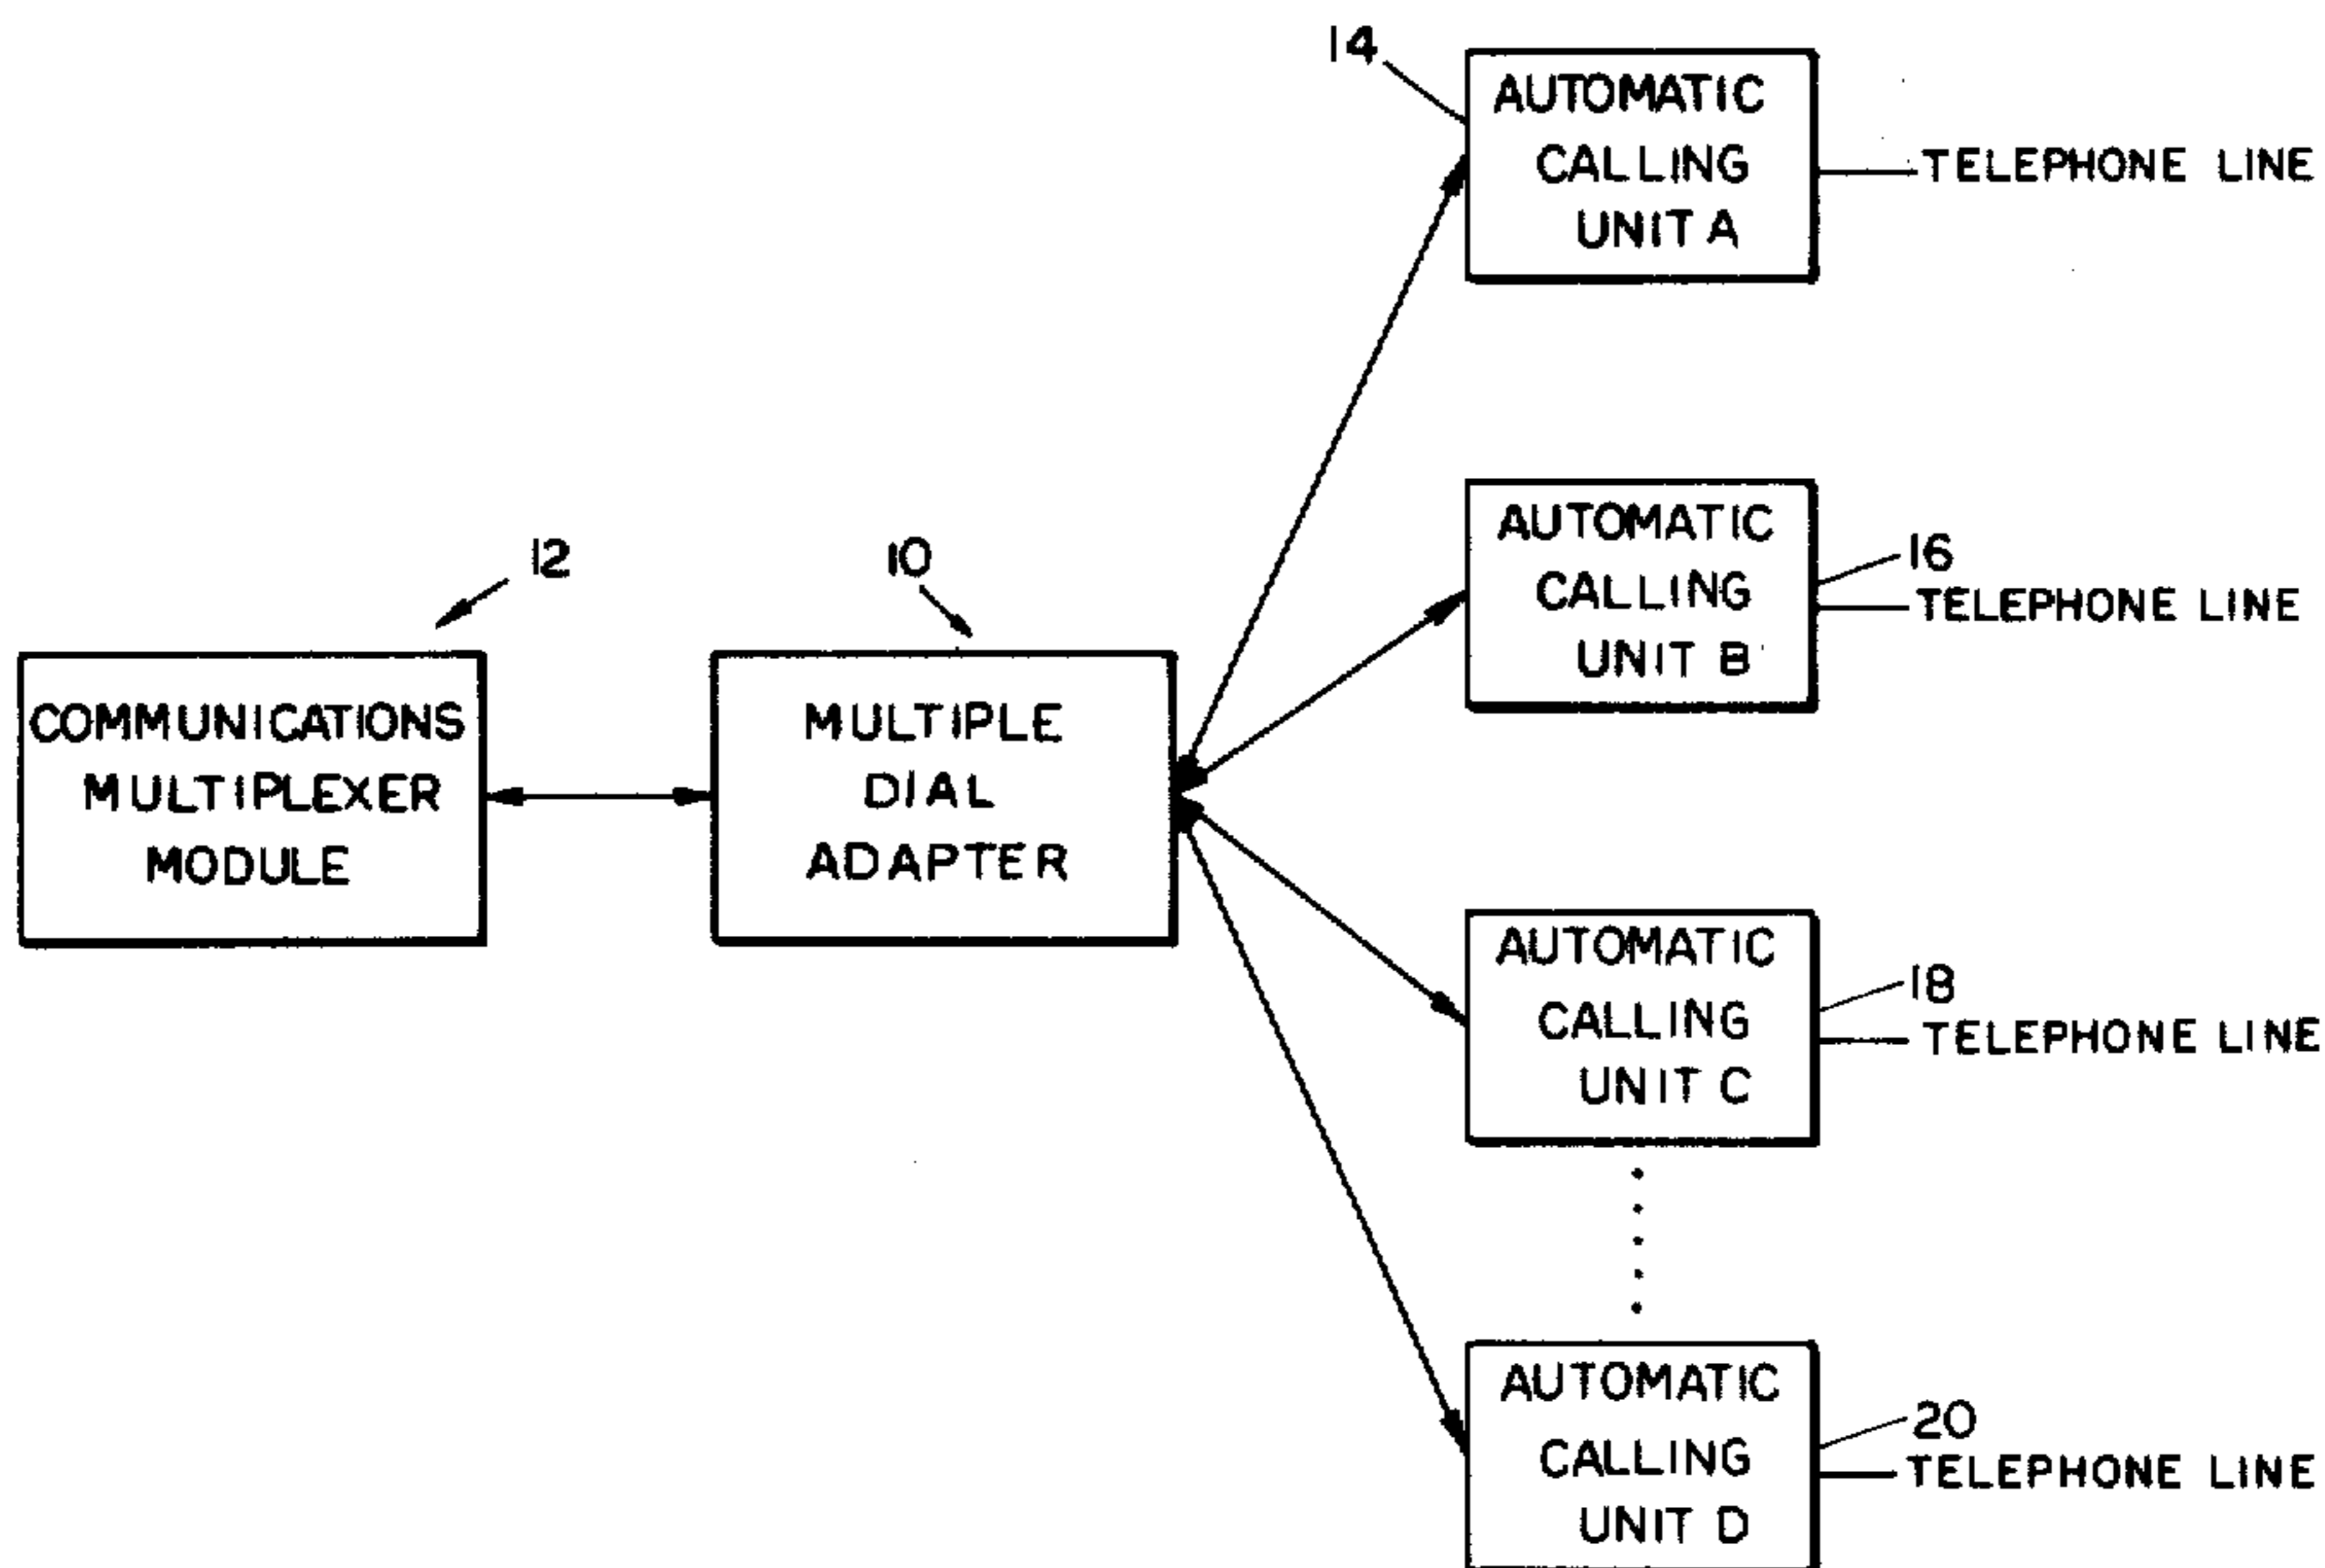 14
AUTOMATIC
CALLING
UNIT A
TELEPHONE LINE
12
COMMUNICATIONS
MULTIPLEXER
MODULE
10
MULTIPLE
DIAL
ADAPTER
AUTOMATIC
CALLING
UNIT B
16
TELEPHONE LINE
AUTOMATIC
CALLING
UNIT C
18
TELEPHONE LINE
AUTOMATIC
CALLING
UNIT D
20
TELEPHONE LINE